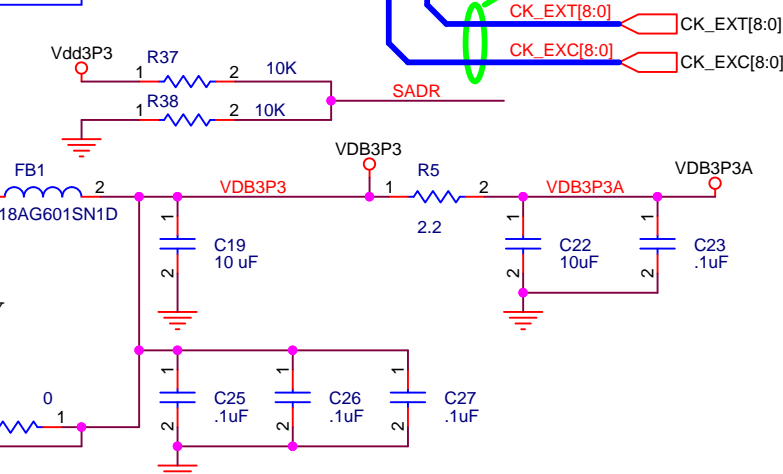 CK_EXT[8:0]
CK_EXT[8:0]
CK_EXC[8:0]
CK_EXC[8:0]
Vdd3P3
R37
1
2
10K
R38
1
2
10K
SADR
VDB3P3
FB1
2
18AG601SN1D
VDB3P3
R5
1
2
2.2
VDB3P3A
VDB3P3A
1
2
C19
10 uF
1
2
C22
10uF
1
2
C23
.1uF
0
1
1
2
C25
.1uF
1
2
C26
.1uF
1
2
C27
.1uF